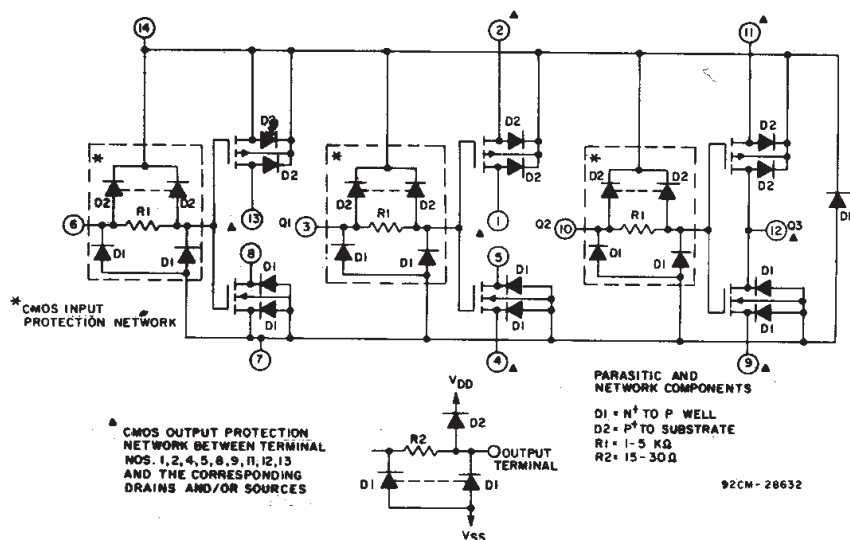 14
2 ▲
11 ▲
D2
D2
D2
D2
D2
D2
*
*
*
D2 D2
D2 D2
D2 D2
D1
R1
R1
R1
6
13
Q1
3
1
Q2
10
12
Q3
▲
▲
▲
D1
D1
D1
D1
D1
D1
8
5
D1
D1
D1
D1
D1
D1
7
4 ▲
9 ▲
* CMOS INPUT
PROTECTION NETWORK
▲ CMOS OUTPUT PROTECTION
NETWORK BETWEEN TERMINAL
NOS. 1,2,4,5,8,9,11,12,13
AND THE CORRESPONDING
DRAINS AND/OR SOURCES
VDD
D2
R2
OUTPUT
TERMINAL
D1
D1
VSS
PARASITIC AND
NETWORK COMPONENTS
D1 = N+ TO P WELL
D2 = P+ TO SUBSTRATE
R1 = 1-5 KΩ
R2 = 15-30Ω
92CM-28632